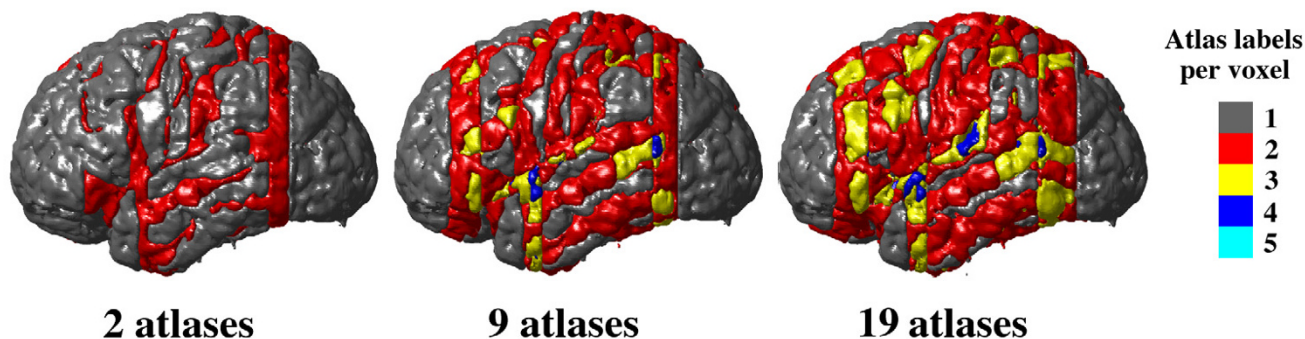 Atlas labels
per voxel
1
2
3
4
5
2 atlases
9 atlases
19 atlases